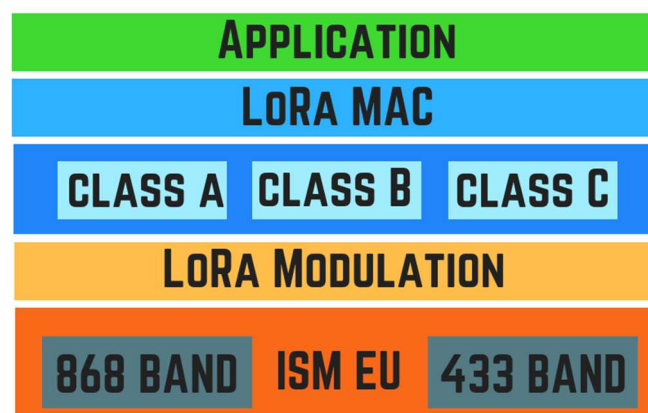 APPLICATION
LORA MAC
CLASS A CLASS B CLASS C
LORA MODULATION
868 BAND ISM EU 433 BAND